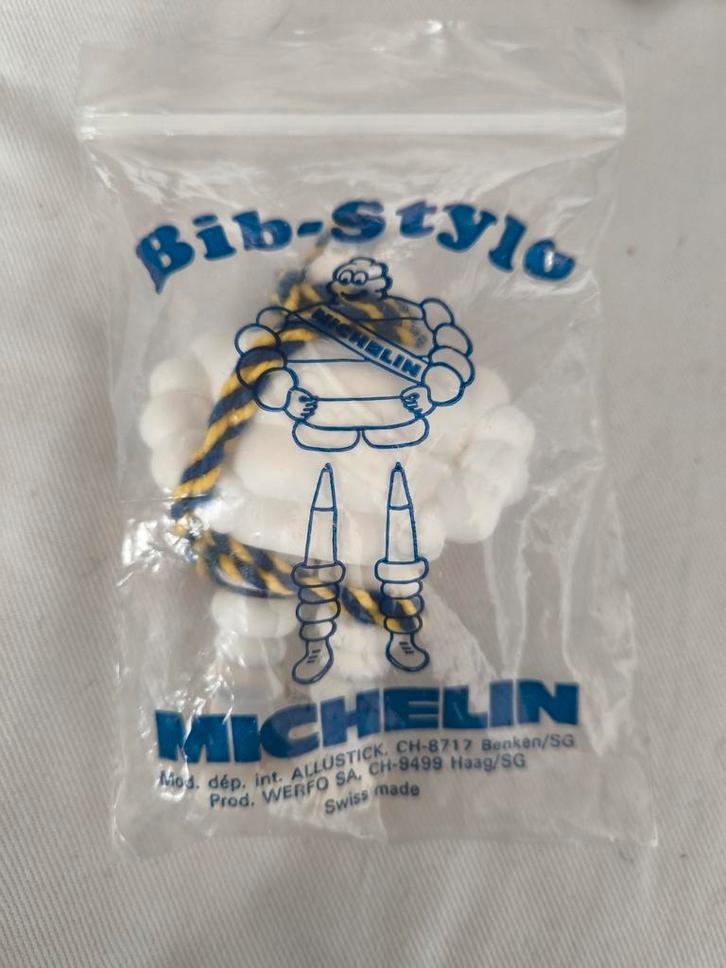 Bib-Stylo
MICHELIN
MICHELIN
Mod. dép. int. ALLUSTICK, CH-8717 Benken/SG
Prod. WERFO SA, CH-9499 Haag/SG
Swiss made